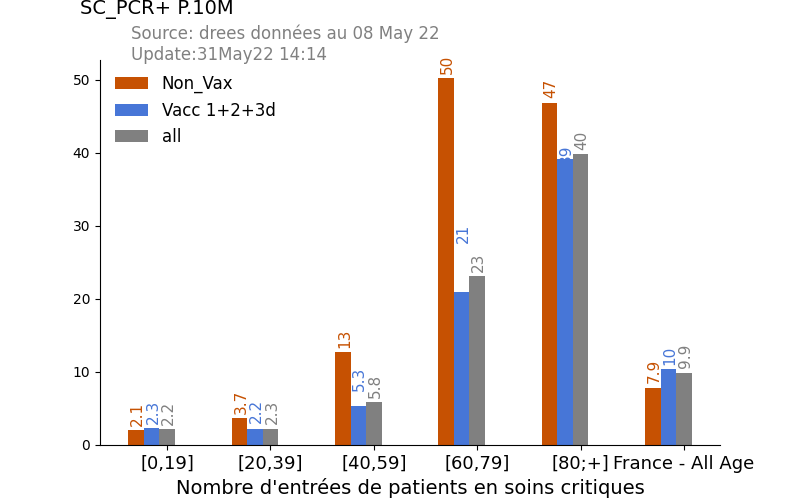 SC_PCR+ P.10M
Source: drees données au 08 May 22
Update:31May22 14:14
Non_Vax
Vacc 1+2+3d
all
50
40
30
20
10
0
2.1 2.3 2.2
3.7 2.2 2.3
13 5.3 5.8
50 21 23
47 39 40
7.9 10 9.9
[0,19] [20,39] [40,59] [60,79] [80;+] France - All Age
Nombre d'entrées de patients en soins critiques